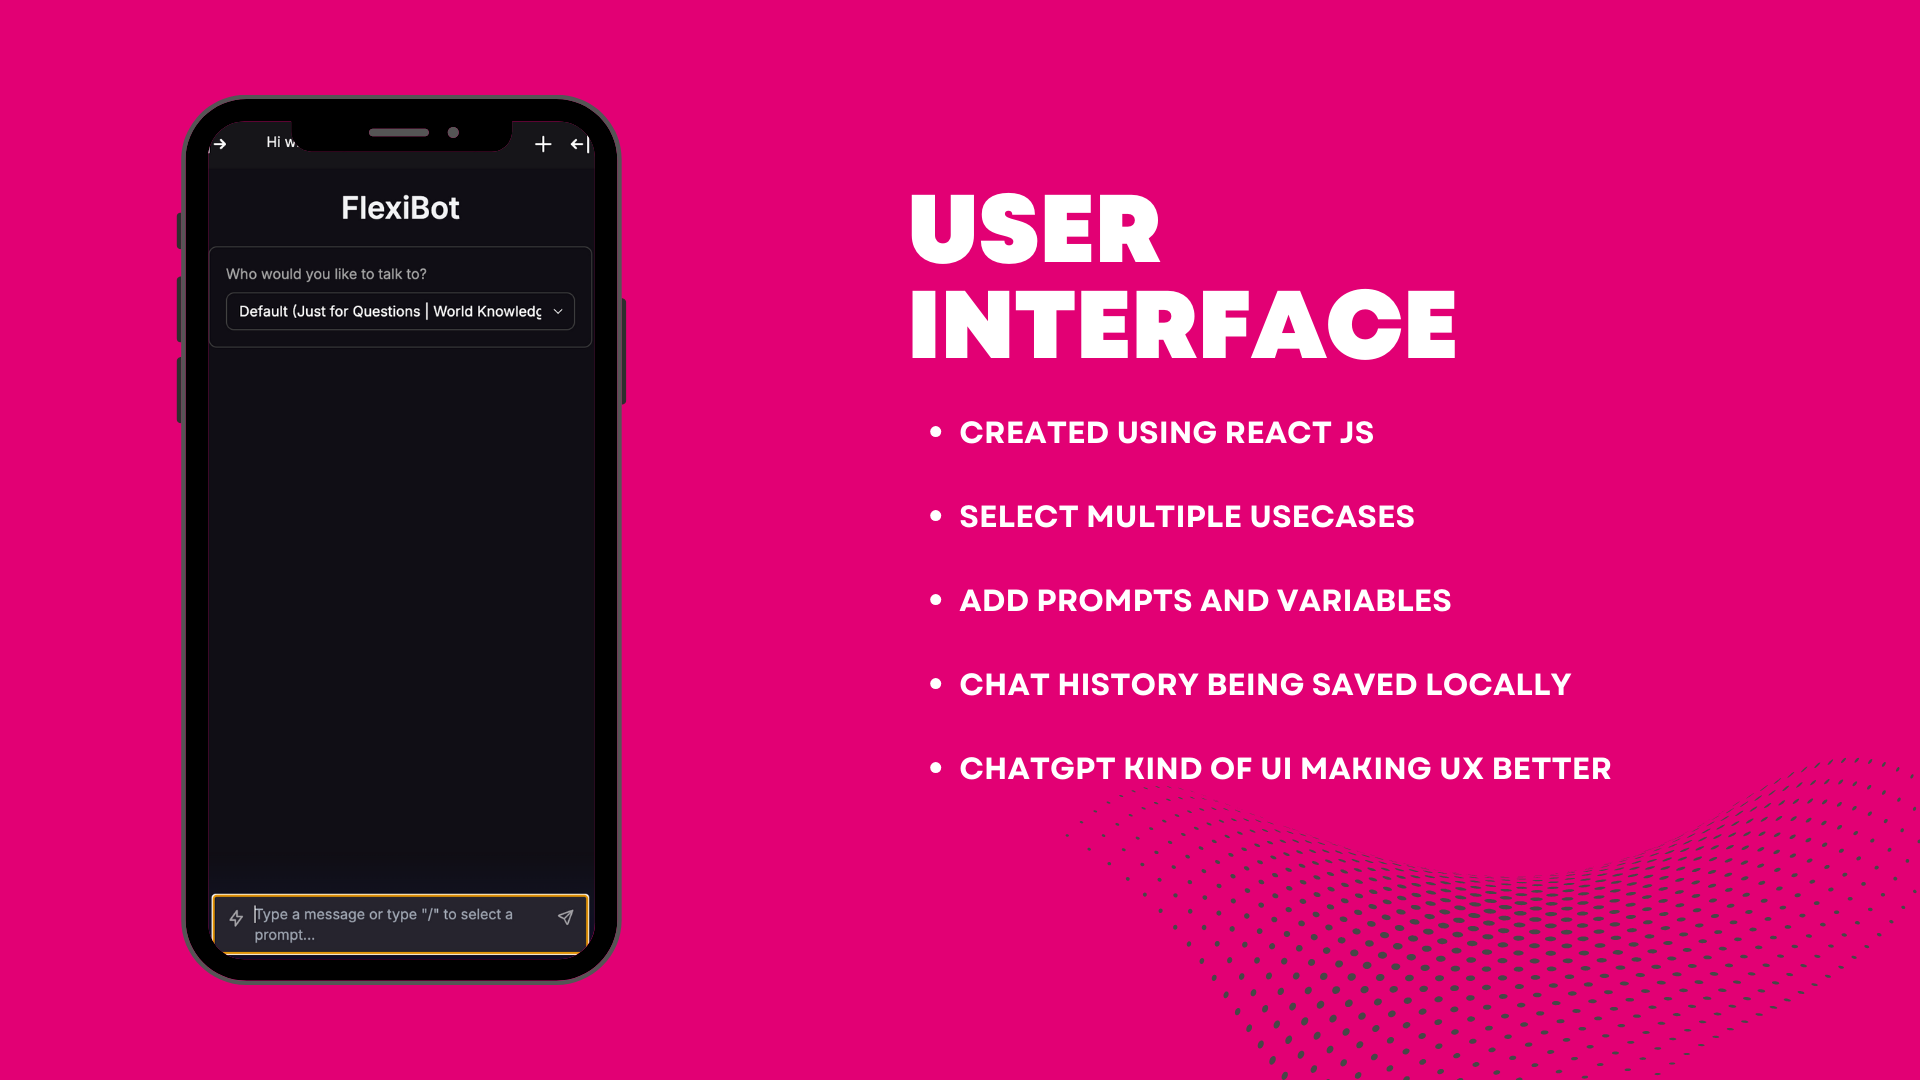 Hi w
FlexiBot
Who would you like to talk to?
Default (Just for Questions | World Knowledg
Type a message or type "/" to select a
prompt...
USER
INTERFACE
• CREATED USING REACT JS
• SELECT MULTIPLE USECASES
• ADD PROMPTS AND VARIABLES
• CHAT HISTORY BEING SAVED LOCALLY
• CHATGPT KIND OF UI MAKING UX BETTER